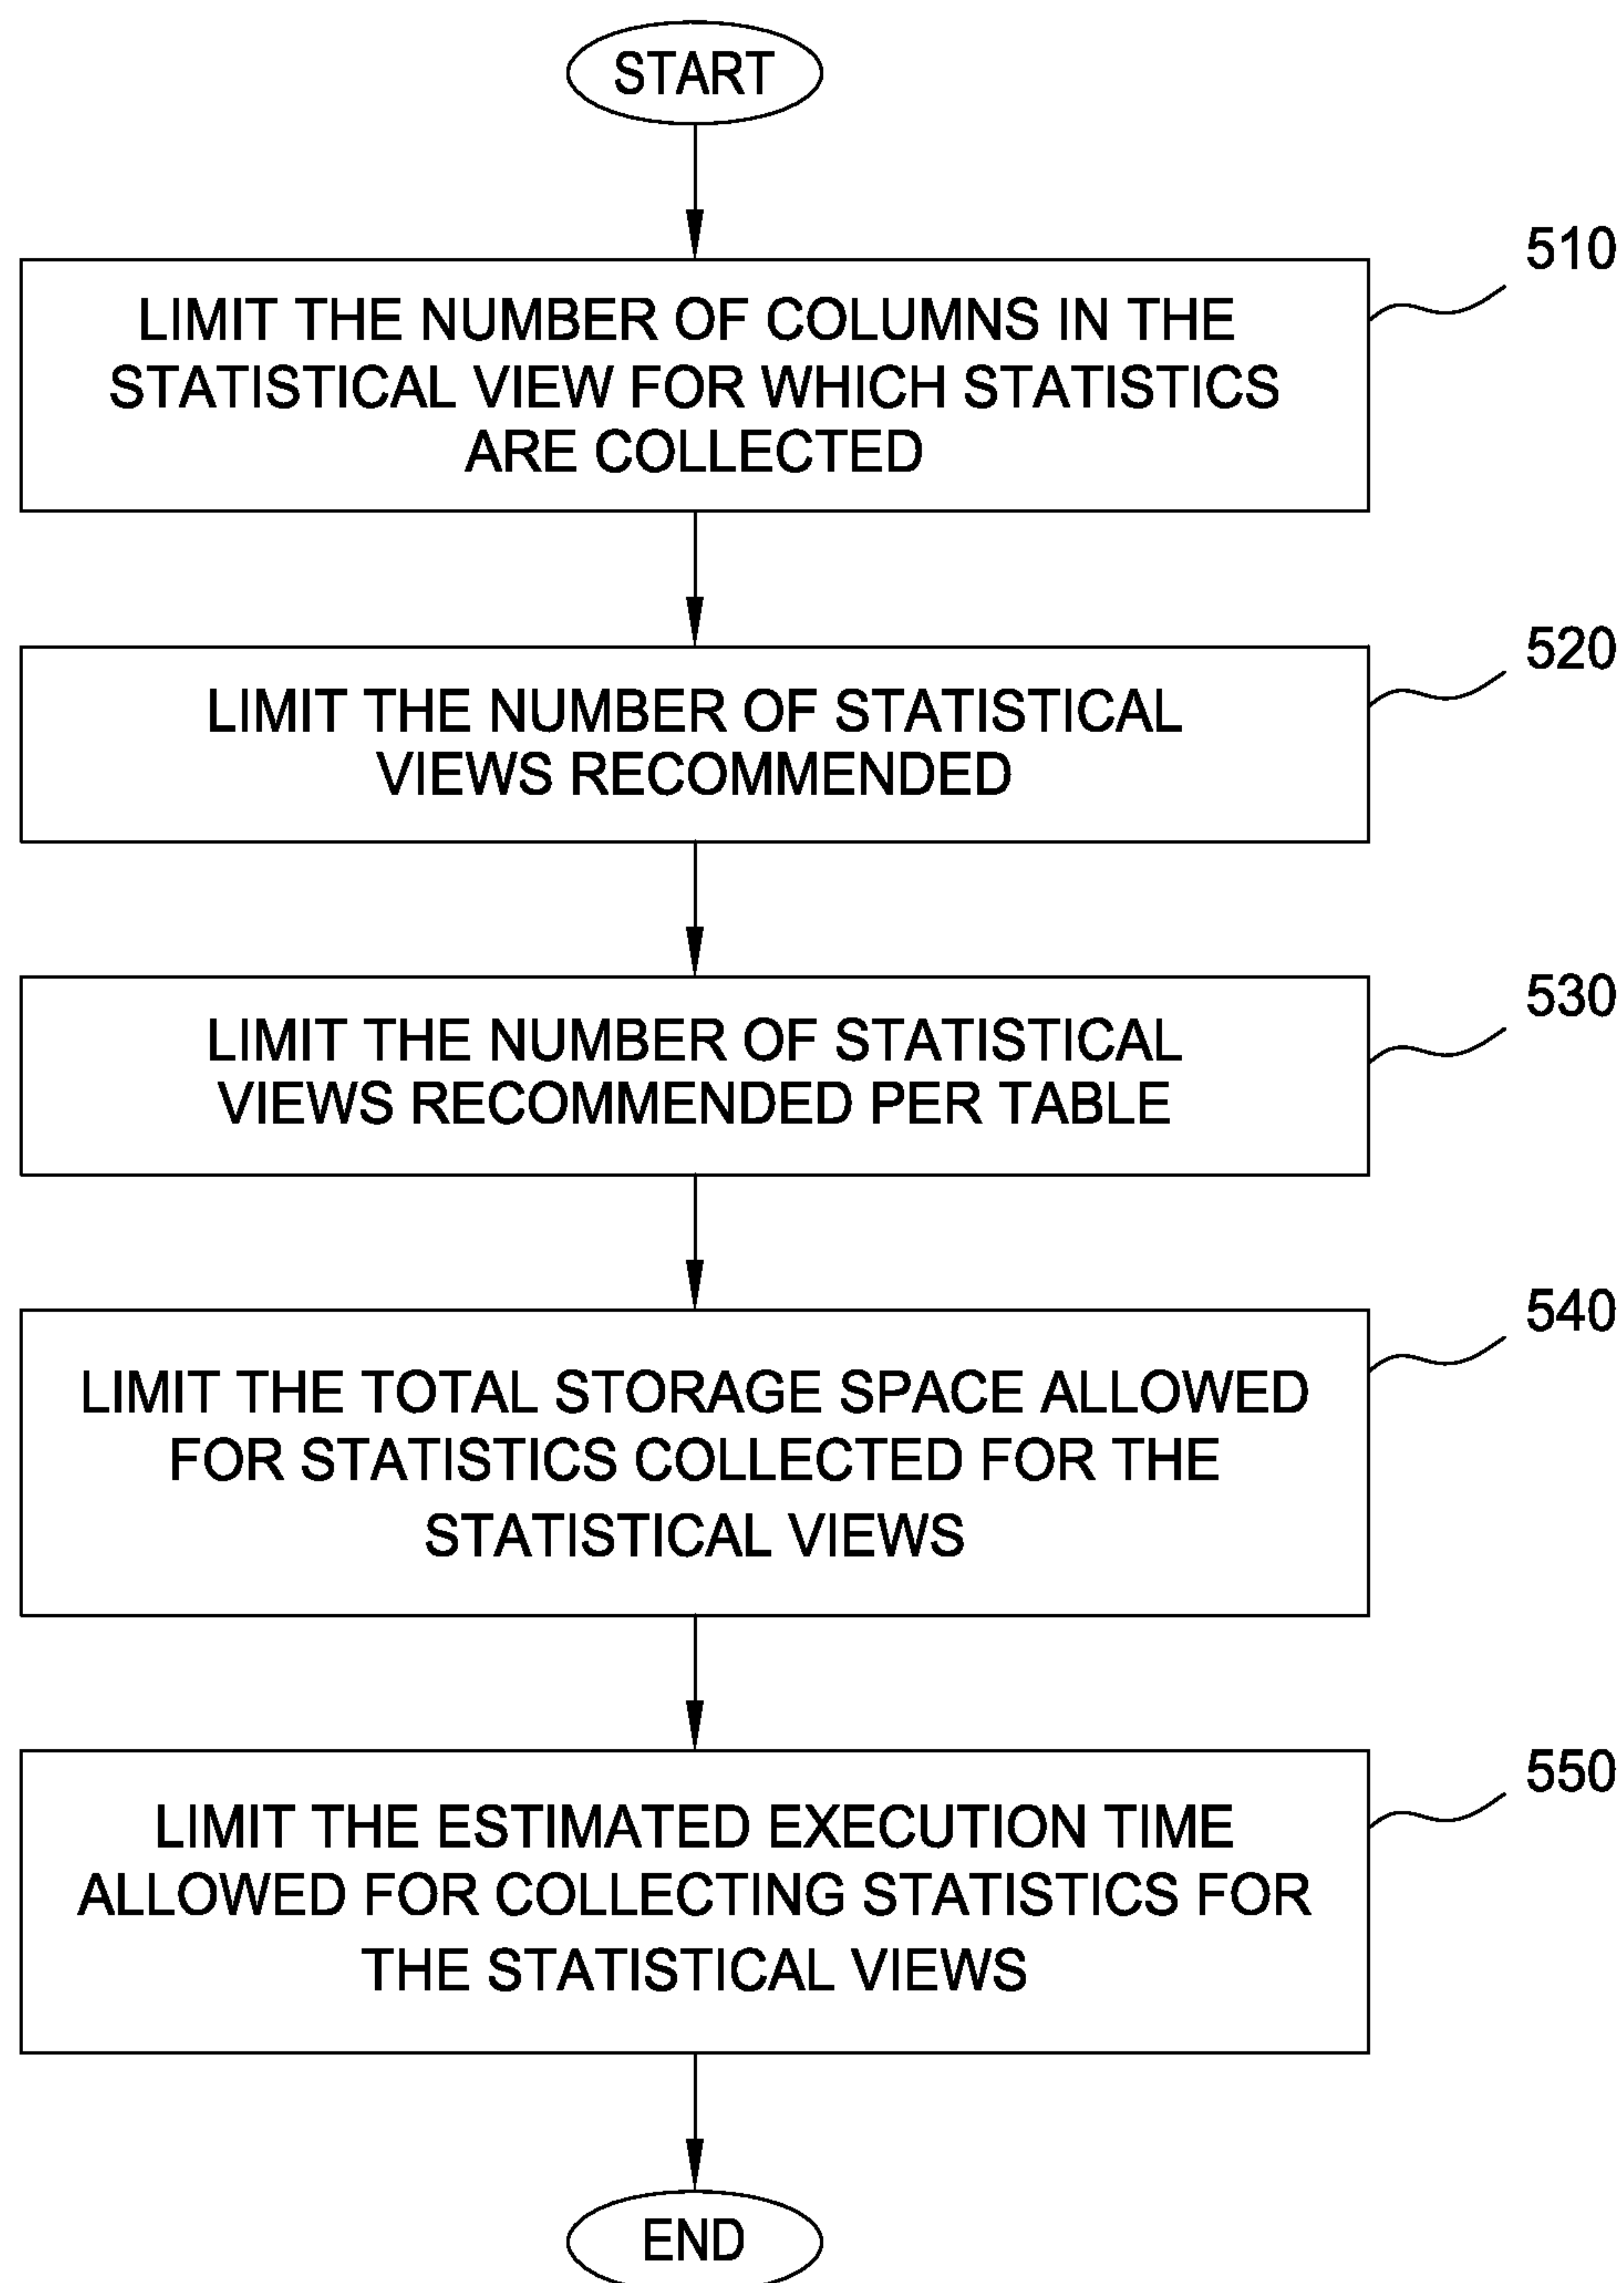 START
510
LIMIT THE NUMBER OF COLUMNS IN THE
STATISTICAL VIEW FOR WHICH STATISTICS
ARE COLLECTED
520
LIMIT THE NUMBER OF STATISTICAL
VIEWS RECOMMENDED
530
LIMIT THE NUMBER OF STATISTICAL
VIEWS RECOMMENDED PER TABLE
540
LIMIT THE TOTAL STORAGE SPACE ALLOWED
FOR STATISTICS COLLECTED FOR THE
STATISTICAL VIEWS
550
LIMIT THE ESTIMATED EXECUTION TIME
ALLOWED FOR COLLECTING STATISTICS FOR
THE STATISTICAL VIEWS
END